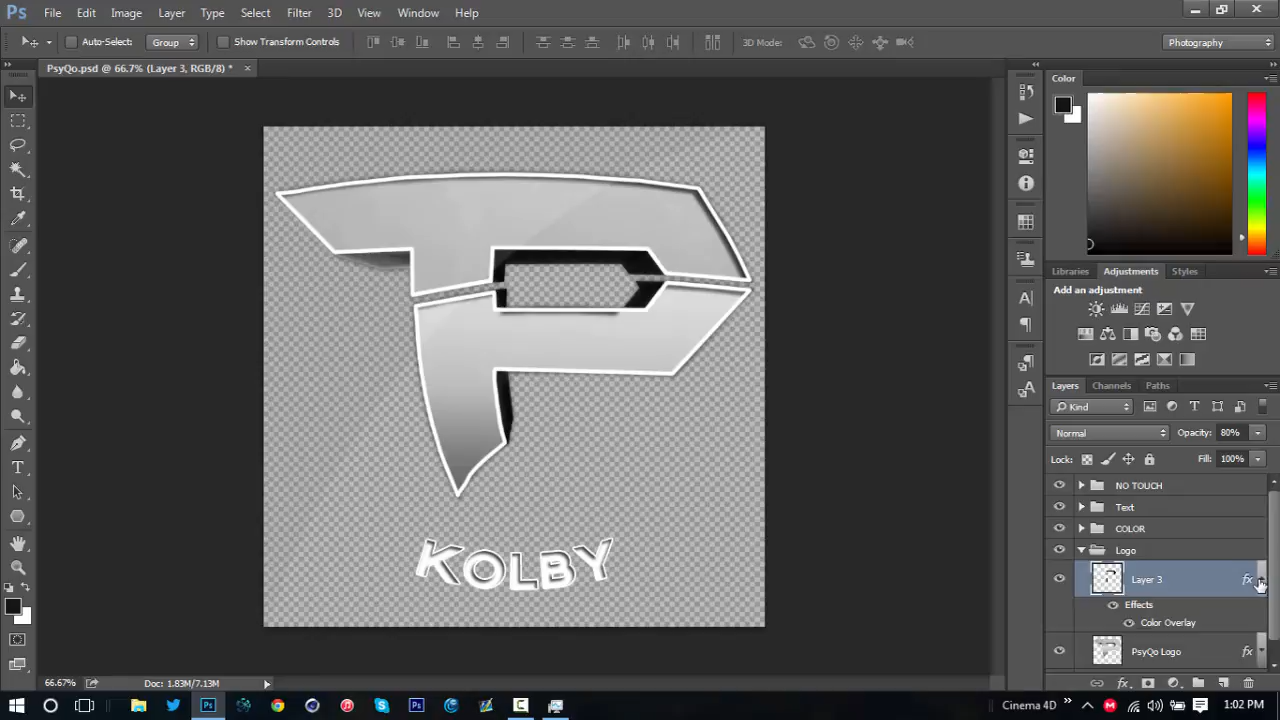 Ps File Edit Image Layer Type Select Filter 3D View Window Help
Auto-Select: Group Show Transform Controls 3D Mode: Photography
PsyQo.psd @ 66.7% (Layer 3, RGB/8) * ×
Color
Libraries Adjustments Styles
Add an adjustment
Layers Channels Paths
Kind
Normal Opacity: 80%
Lock: Fill: 100%
NO TOUCH
Text
COLOR
Logo
Layer 3 fx
Effects
Color Overlay
PsyQo Logo fx
KOLBY
66.67% Doc: 1.83M/7.13M
Cinema 4D 1:02 PM